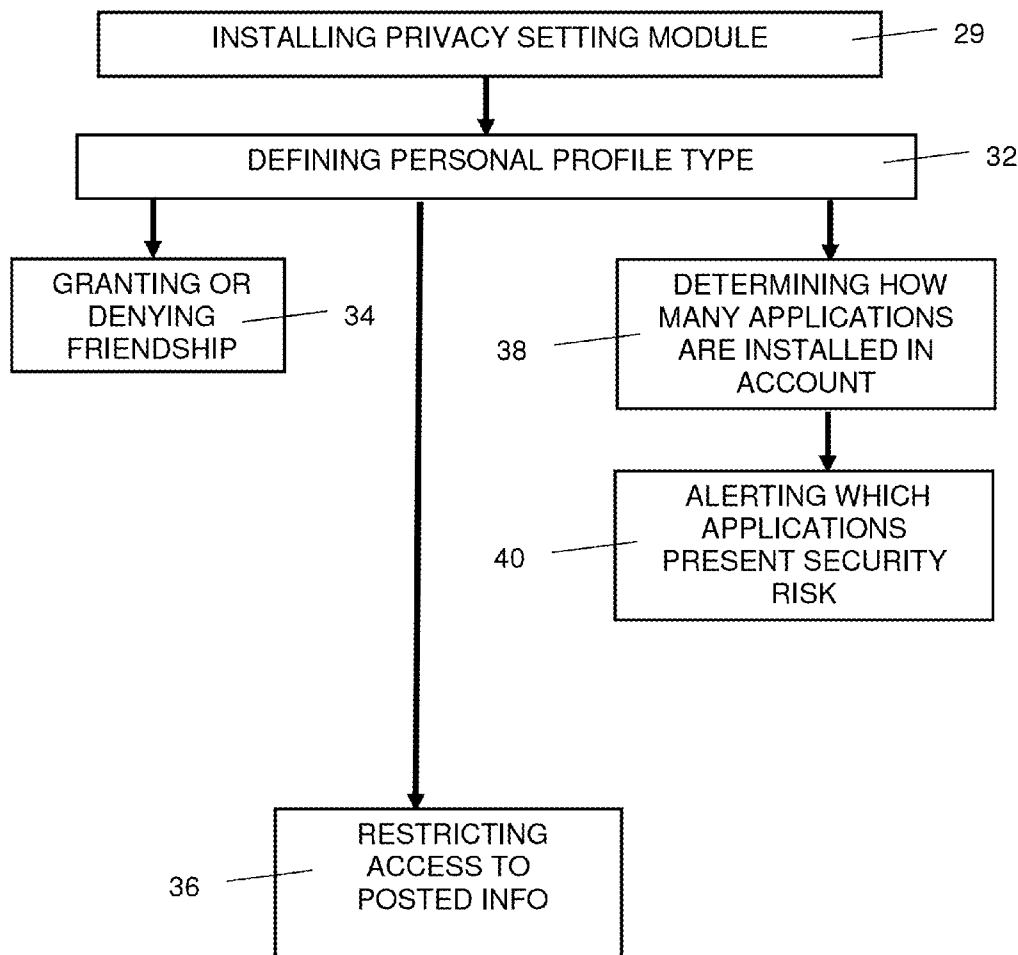 INSTALLING PRIVACY SETTING MODULE
29
DEFINING PERSONAL PROFILE TYPE
32
GRANTING OR
DENYING
FRIENDSHIP
34
DETERMINING HOW
MANY APPLICATIONS
ARE INSTALLED IN
ACCOUNT
38
ALERTING WHICH
APPLICATIONS
PRESENT SECURITY
RISK
40
RESTRICTING
ACCESS TO
POSTED INFO
36